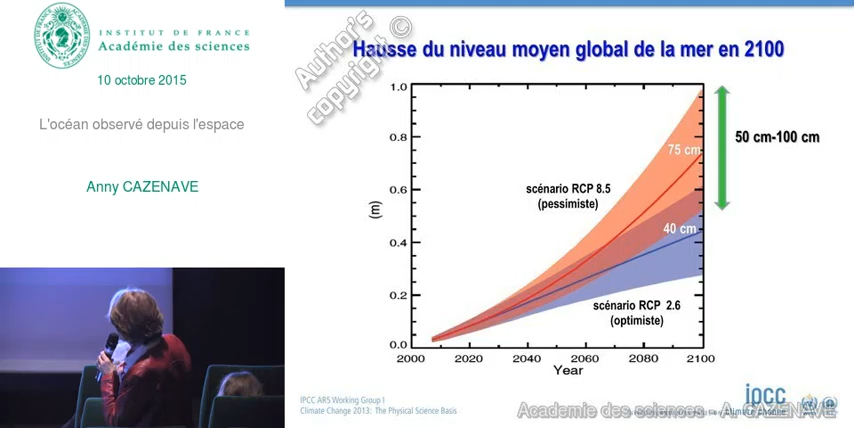 INSTITUT DE FRANCE
Académie des sciences
10 octobre 2015
L'océan observé depuis l'espace
Anny CAZENAVE
Author's
copyright ©
Hausse du niveau moyen global de la mer en 2100
1.0
0.8
0.6
0.4
0.2
0.0
(m)
2000
2020
2040
2060
2080
2100
Year
75 cm
40 cm
scénario RCP 8.5
(pessimiste)
scénario RCP 2.6
(optimiste)
50 cm-100 cm
IPCC AR5 Working Group I
Climate Change 2013: The Physical Science Basis
ipcc
climate change
Academie des sciences - A. CAZENAVE